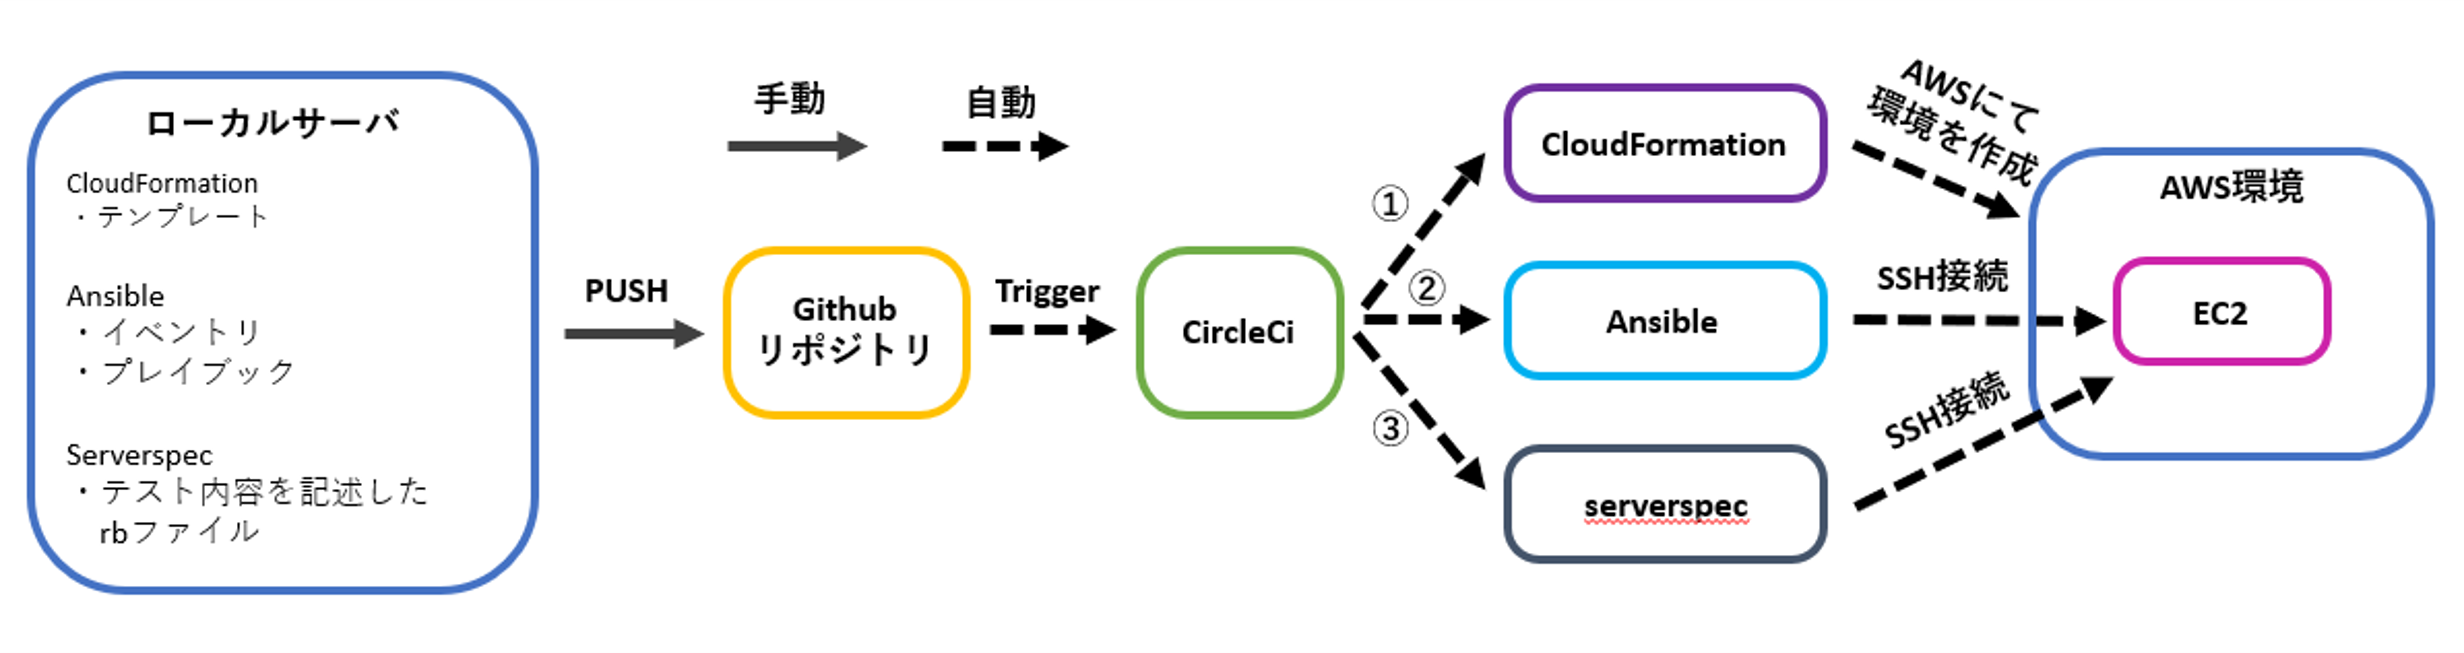 ローカルサーバ
CloudFormation
・テンプレート
Ansible
・イベントリ
・プレイブック
Serverspec
・テスト内容を記述した
rbファイル
手動
自動
PUSH
Github
リポジトリ
Trigger
CircleCi
①
②
③
CloudFormation
Ansible
serverspec
AWSにて
環境を作成
SSH接続
SSH接続
AWS環境
EC2